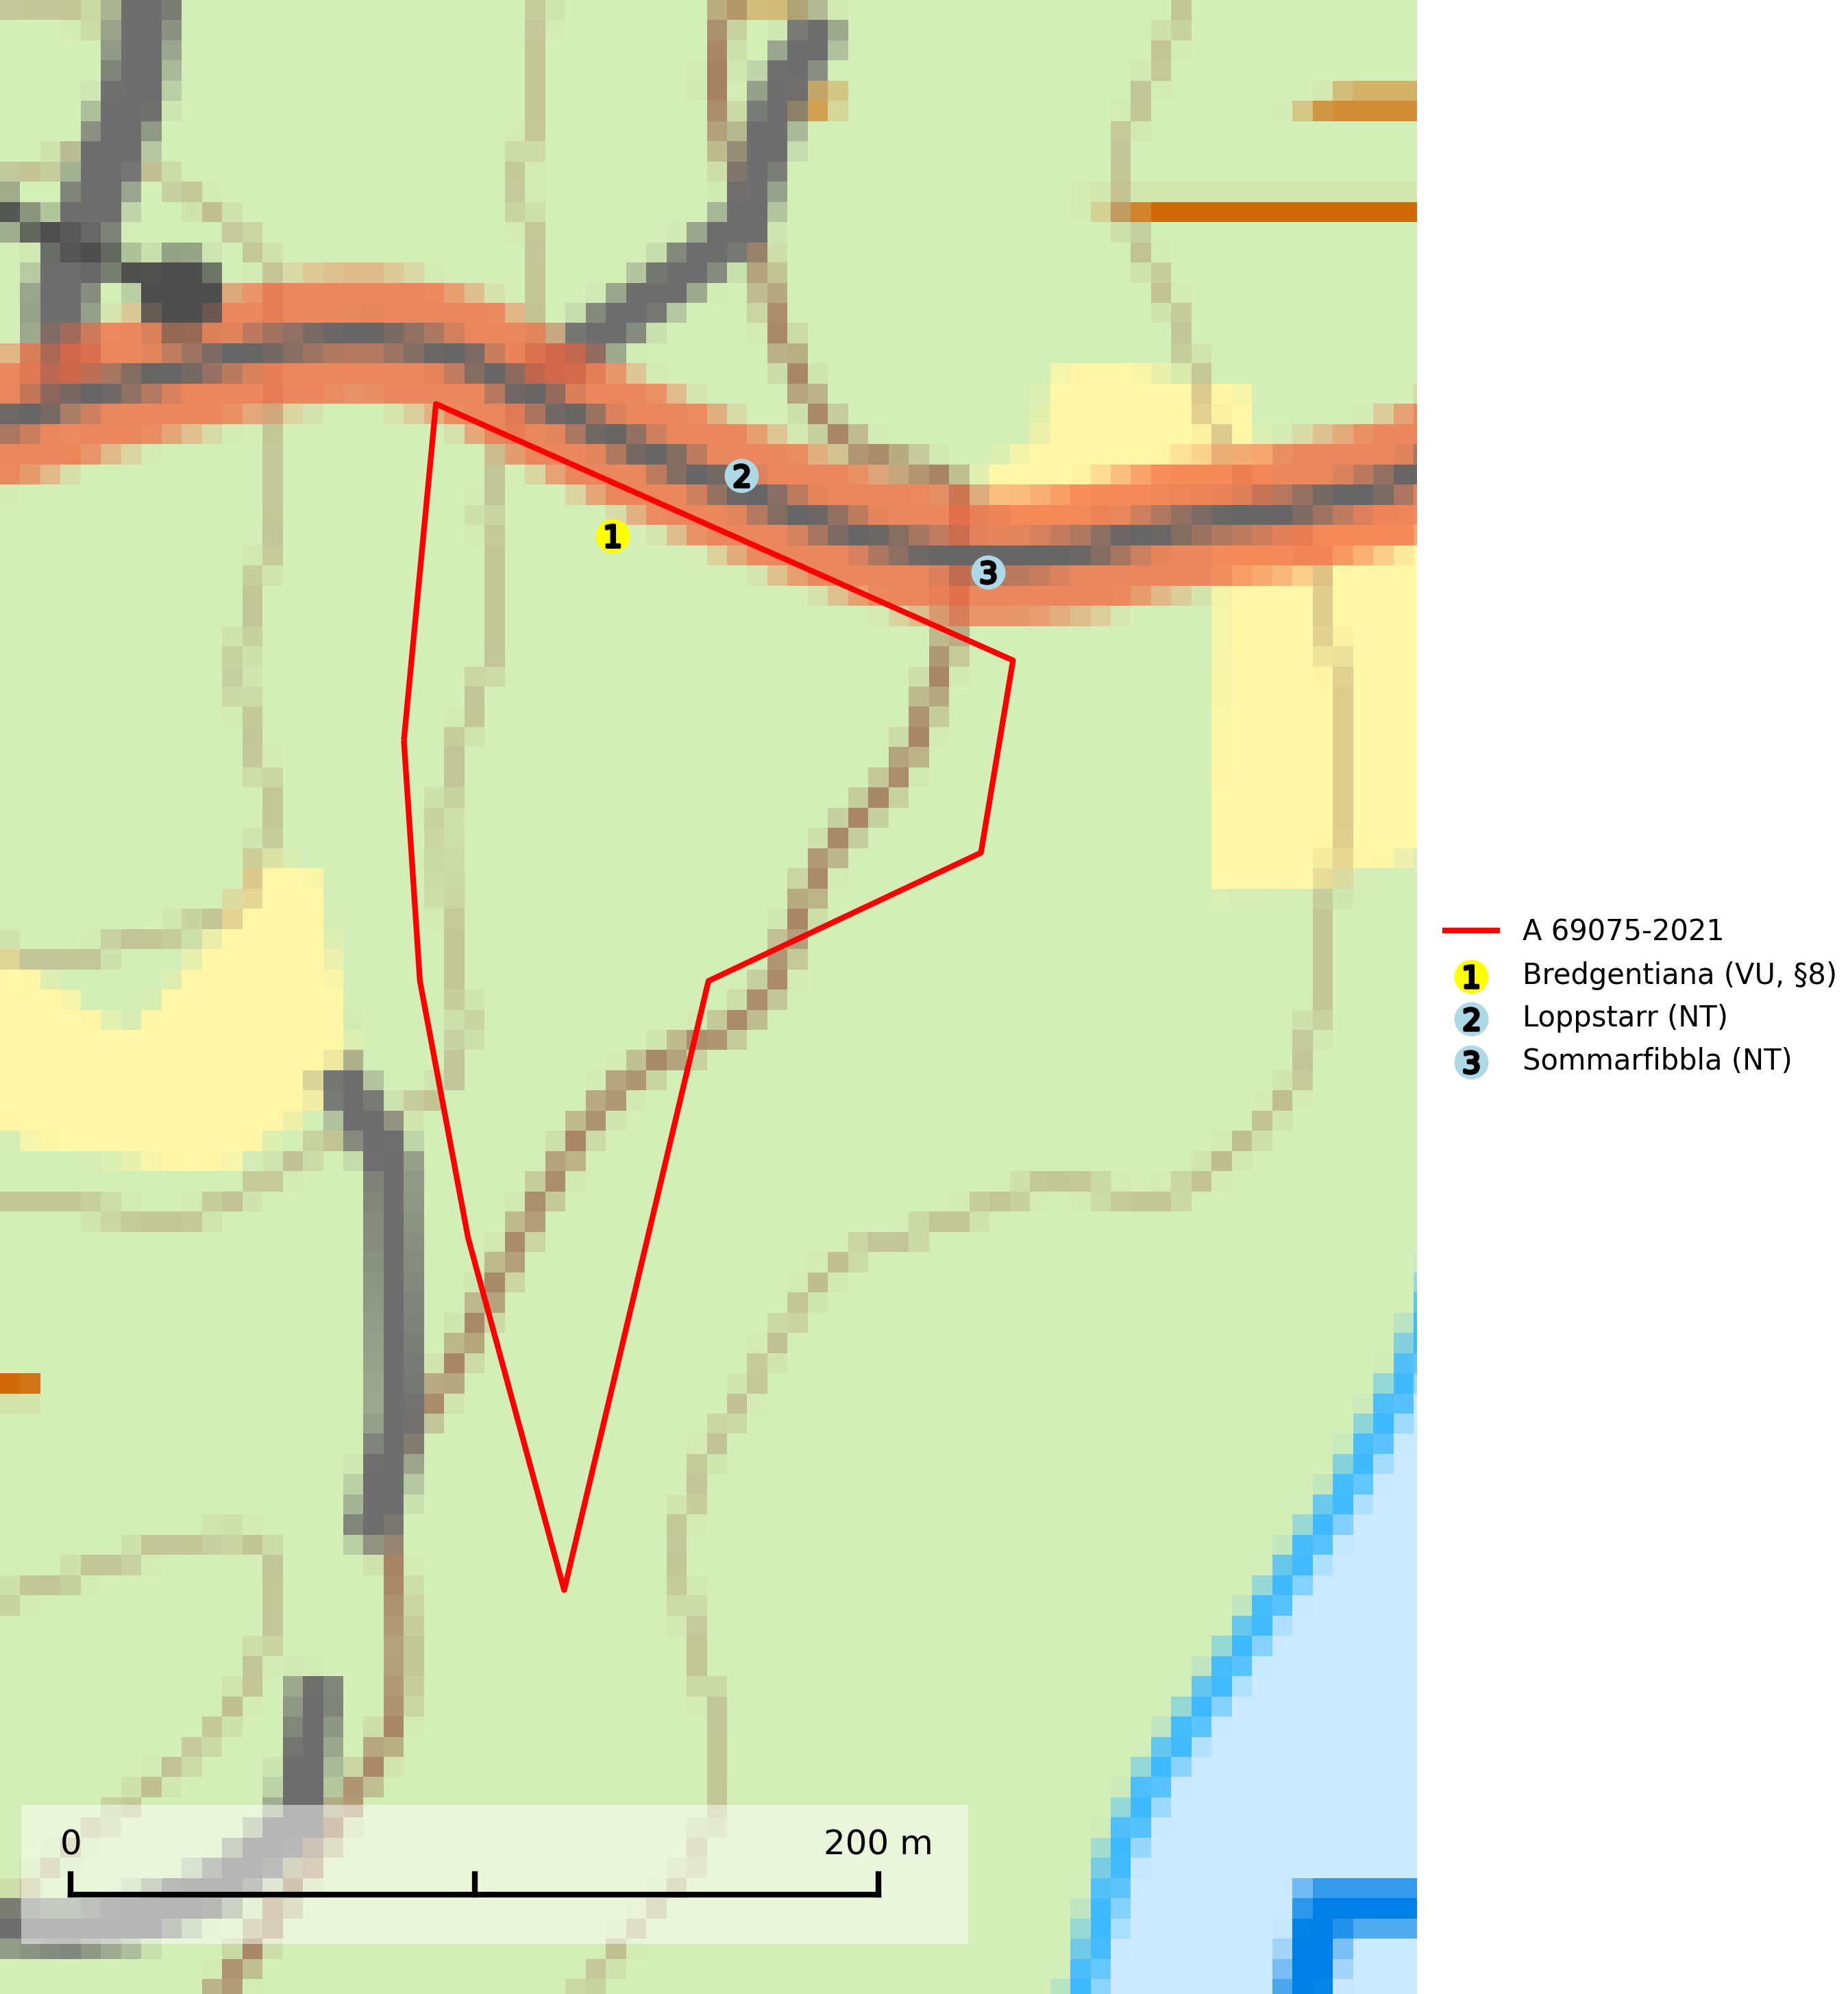 2
1
3
A 69075-2021
1 Bredgentiana (VU, §8)
2 Loppstarr (NT)
3 Sommarfibbla (NT)
0 200 m